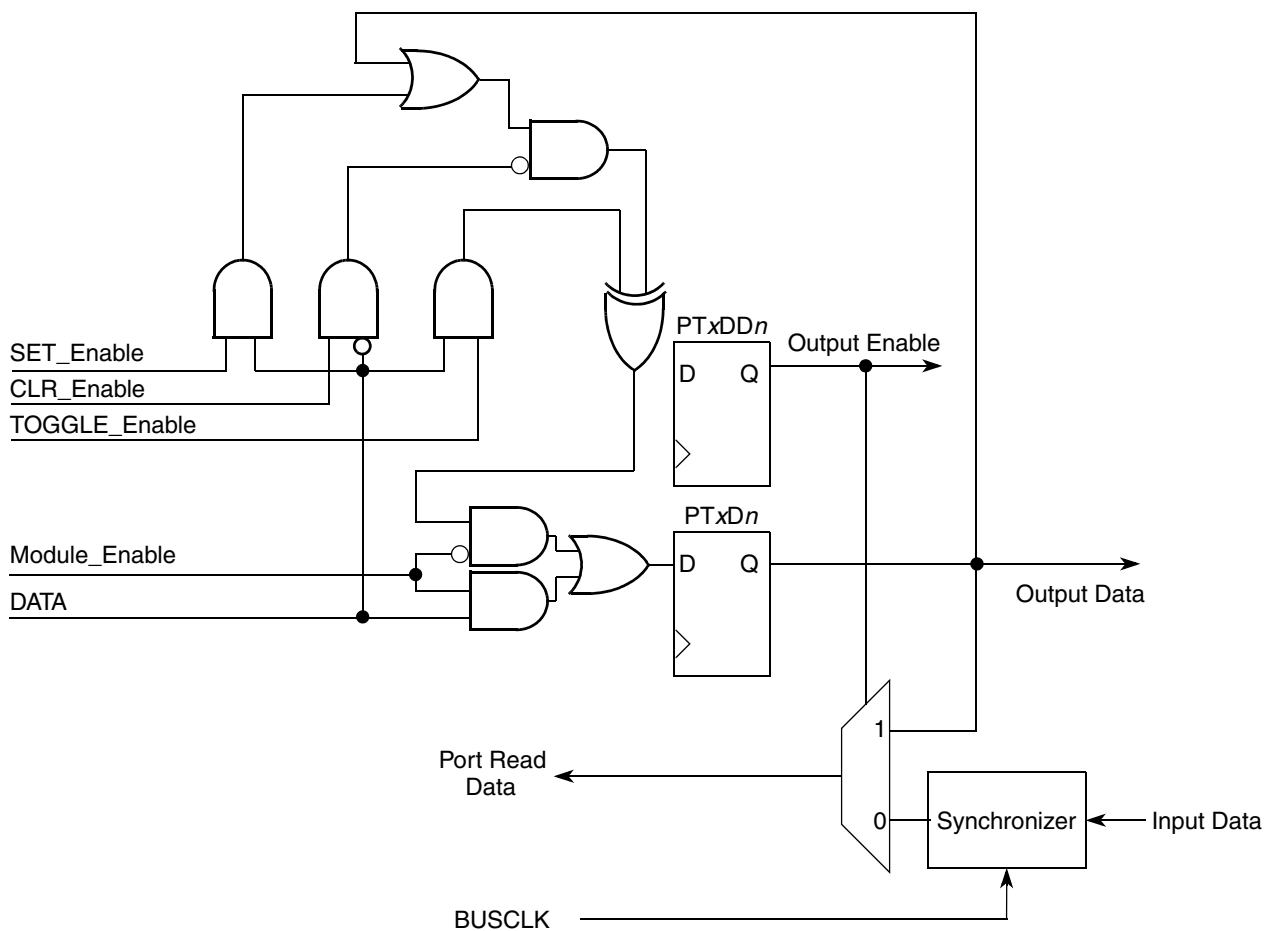 SET_Enable
CLR_Enable
TOGGLE_Enable
PTxDDn
D Q
Output Enable
Module_Enable
DATA
PTxDn
D Q
Output Data
1
Port Read
Data
0
Synchronizer
Input Data
BUSCLK